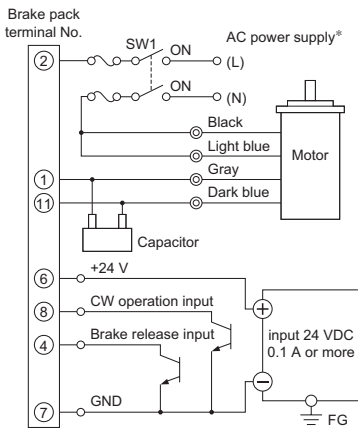 Brake pack
terminal No.
SW1
ON
AC power supply*
2
(L)
ON
(N)
Black
Light blue
Motor
1
Gray
11
Dark blue
Capacitor
6
+24 V
8
CW operation input
+
4
Brake release input
input 24 VDC
0.1 A or more
−
7
GND
FG